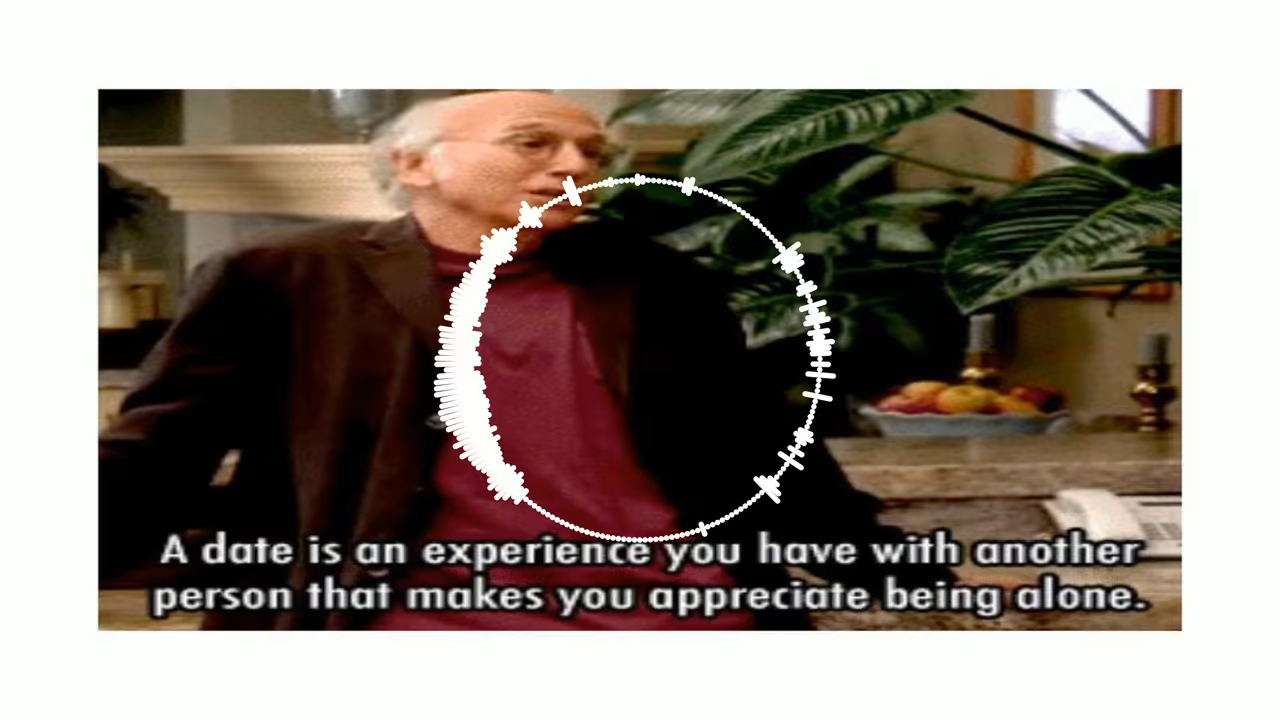 A date is an experience you have with another
person that makes you appreciate being alone.